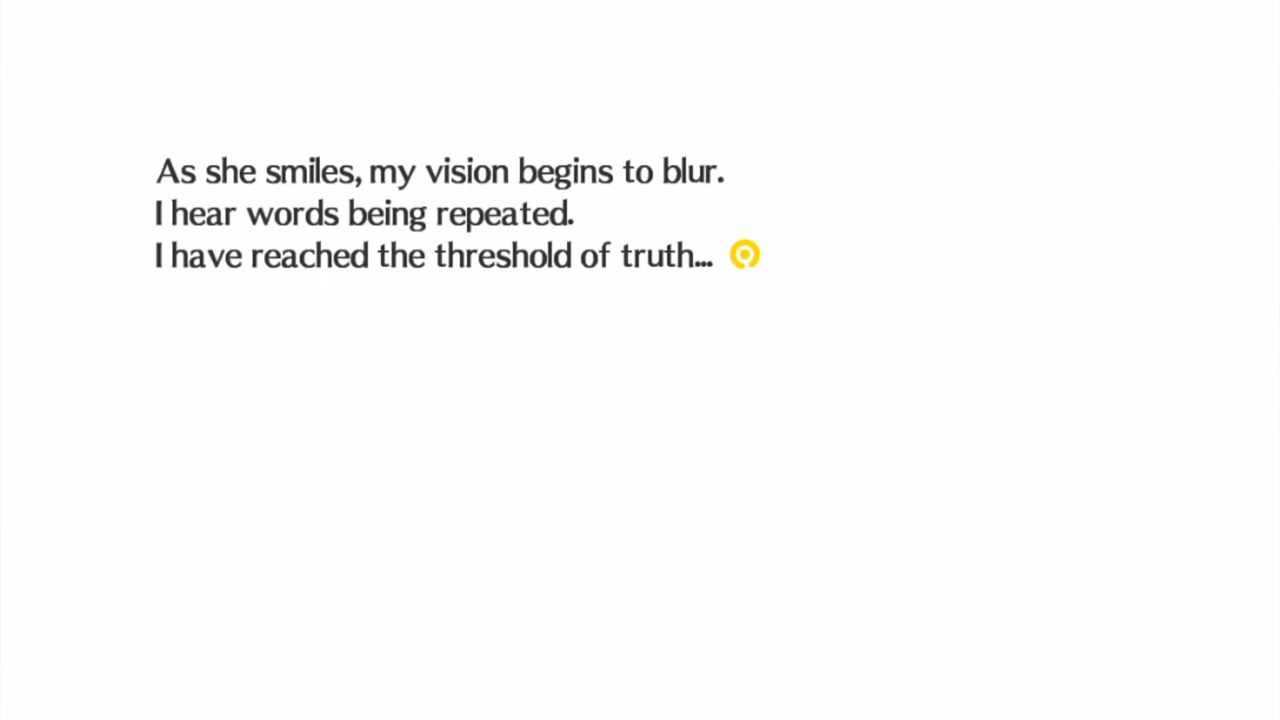 As she smiles, my vision begins to blur.
I hear words being repeated.
I have reached the threshold of truth...